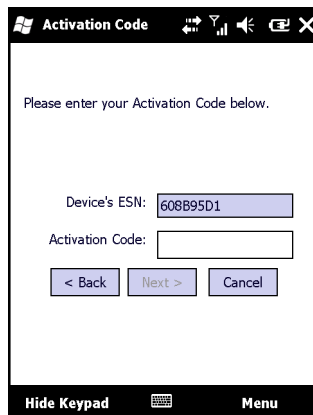 Activation Code
Please enter your Activation Code below.
Device's ESN: 608B95D1
Activation Code:
< Back Next > Cancel
Hide Keypad Menu